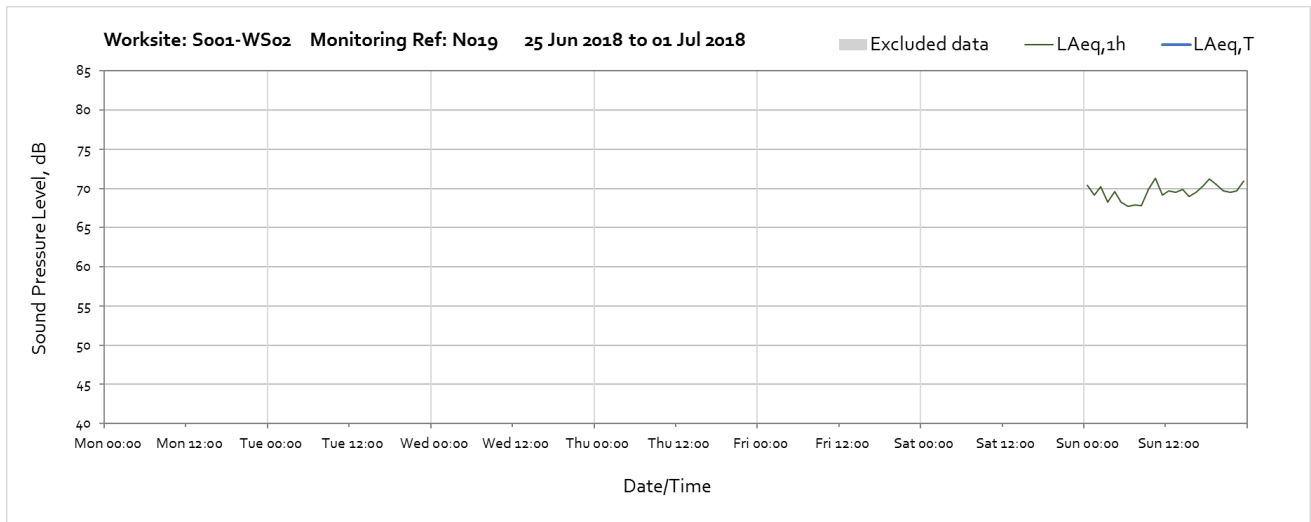 Worksite: S001-WS02 Monitoring Ref: N019 25 Jun 2018 to 01 Jul 2018
Excluded data LAeq,1h LAeq,T
85
80
75
70
65
60
55
50
45
40
Sound Pressure Level, dB
Mon 00:00 Mon 12:00 Tue 00:00 Tue 12:00 Wed 00:00 Wed 12:00 Thu 00:00 Thu 12:00 Fri 00:00 Fri 12:00 Sat 00:00 Sat 12:00 Sun 00:00 Sun 12:00
Date/Time